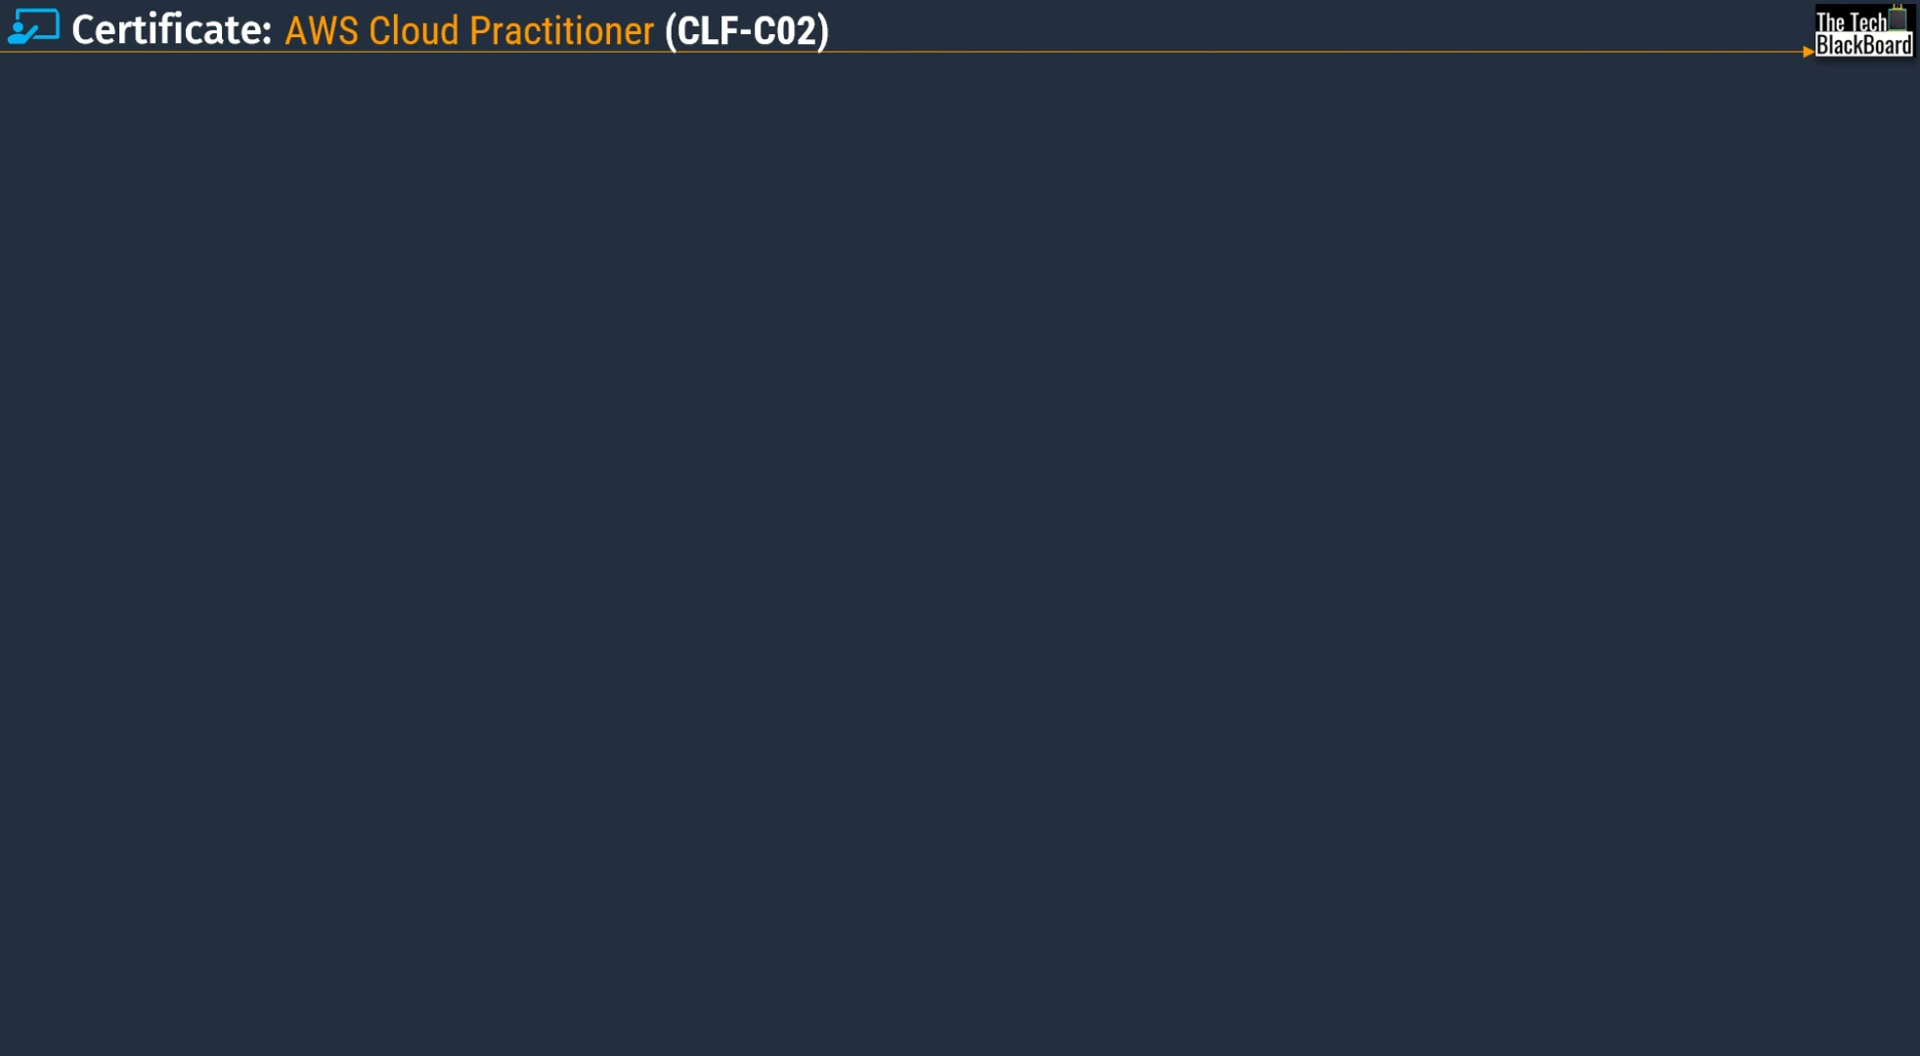 Certificate: AWS Cloud Practitioner (CLF-C02)
The Tech
BlackBoard